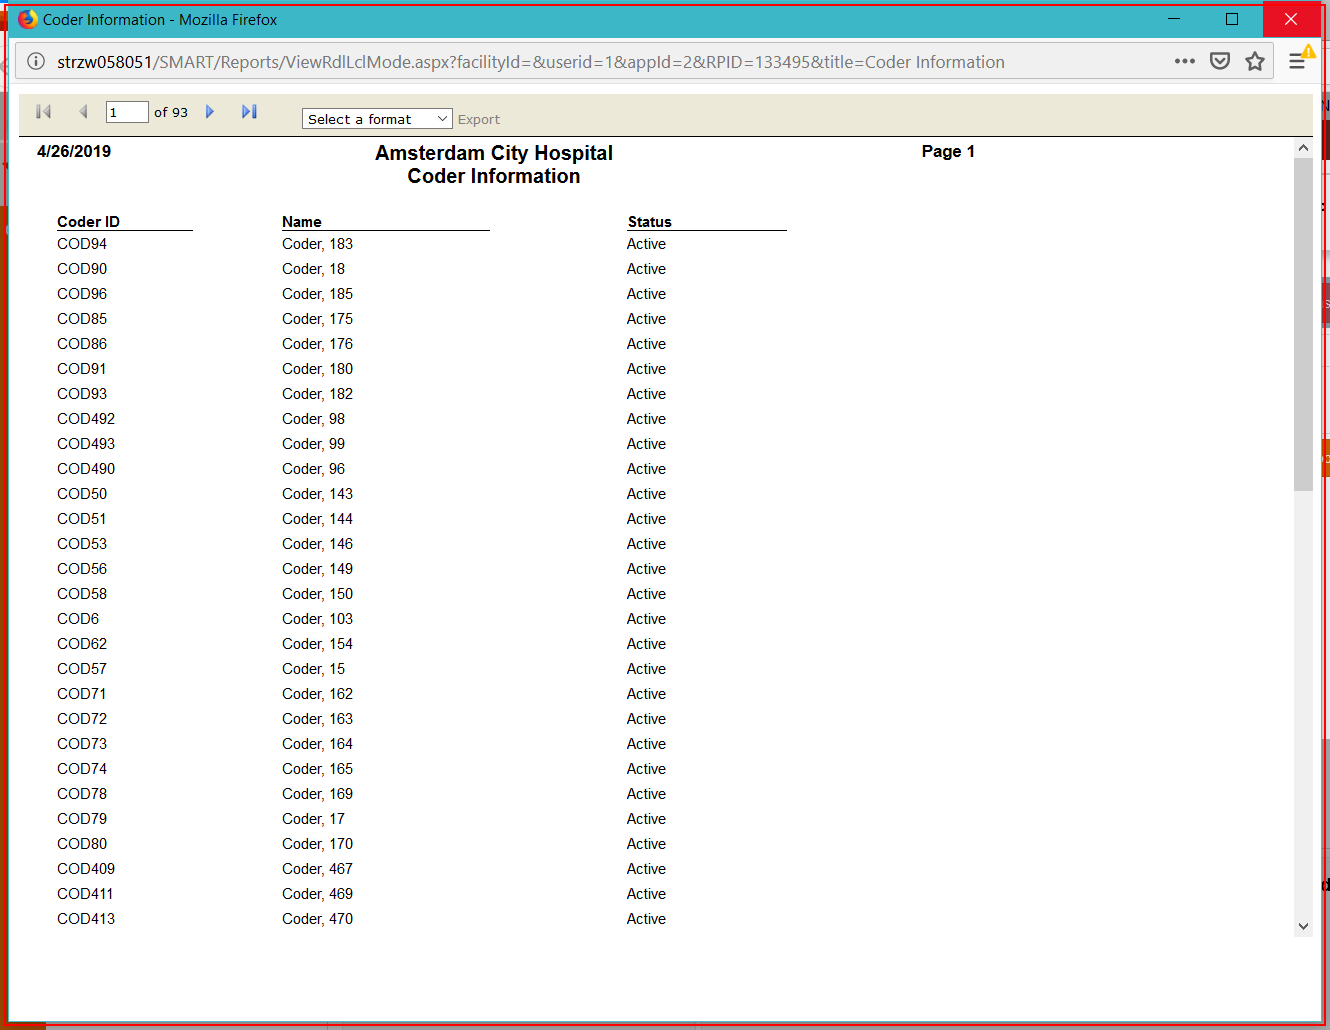 Coder Information - Mozilla Firefox
strzw058051/SMART/Reports/ViewRdlLclMode.aspx?facilityId=&userid=1&appId=2&RPID=133495&title=Coder Information
1 of 93 Select a format Export
4/26/2019 Amsterdam City Hospital Page 1
Coder Information
Coder ID Name Status
COD94 Coder, 183 Active
COD90 Coder, 18 Active
COD96 Coder, 185 Active
COD85 Coder, 175 Active
COD86 Coder, 176 Active
COD91 Coder, 180 Active
COD93 Coder, 182 Active
COD492 Coder, 98 Active
COD493 Coder, 99 Active
COD490 Coder, 96 Active
COD50 Coder, 143 Active
COD51 Coder, 144 Active
COD53 Coder, 146 Active
COD56 Coder, 149 Active
COD58 Coder, 150 Active
COD6 Coder, 103 Active
COD62 Coder, 154 Active
COD57 Coder, 15 Active
COD71 Coder, 162 Active
COD72 Coder, 163 Active
COD73 Coder, 164 Active
COD74 Coder, 165 Active
COD78 Coder, 169 Active
COD79 Coder, 17 Active
COD80 Coder, 170 Active
COD409 Coder, 467 Active
COD411 Coder, 469 Active
COD413 Coder, 470 Active